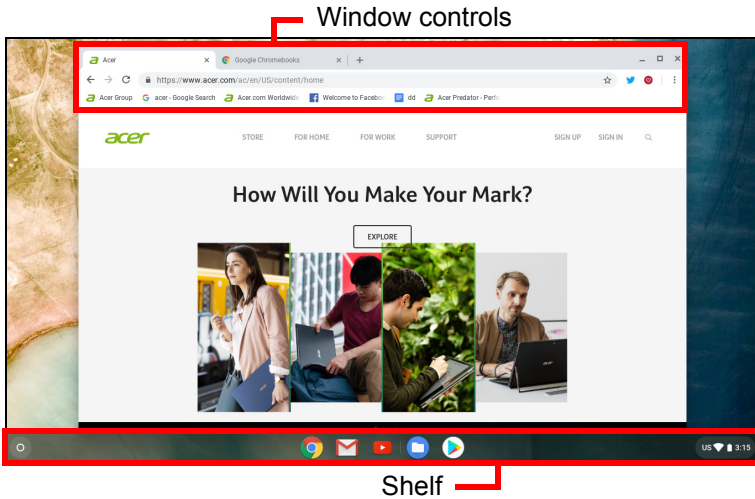 Window controls
Acer × Google Chromebooks × +
https://www.acer.com/ac/en/US/content/home
Acer Group G acer - Google Search Acer.com Worldwide Welcome to Facebo dd Acer Predator - Perfo
acer STORE FOR HOME FOR WORK SUPPORT SIGN UP SIGN IN
How Will You Make Your Mark?
EXPLORE
US 3:15
Shelf